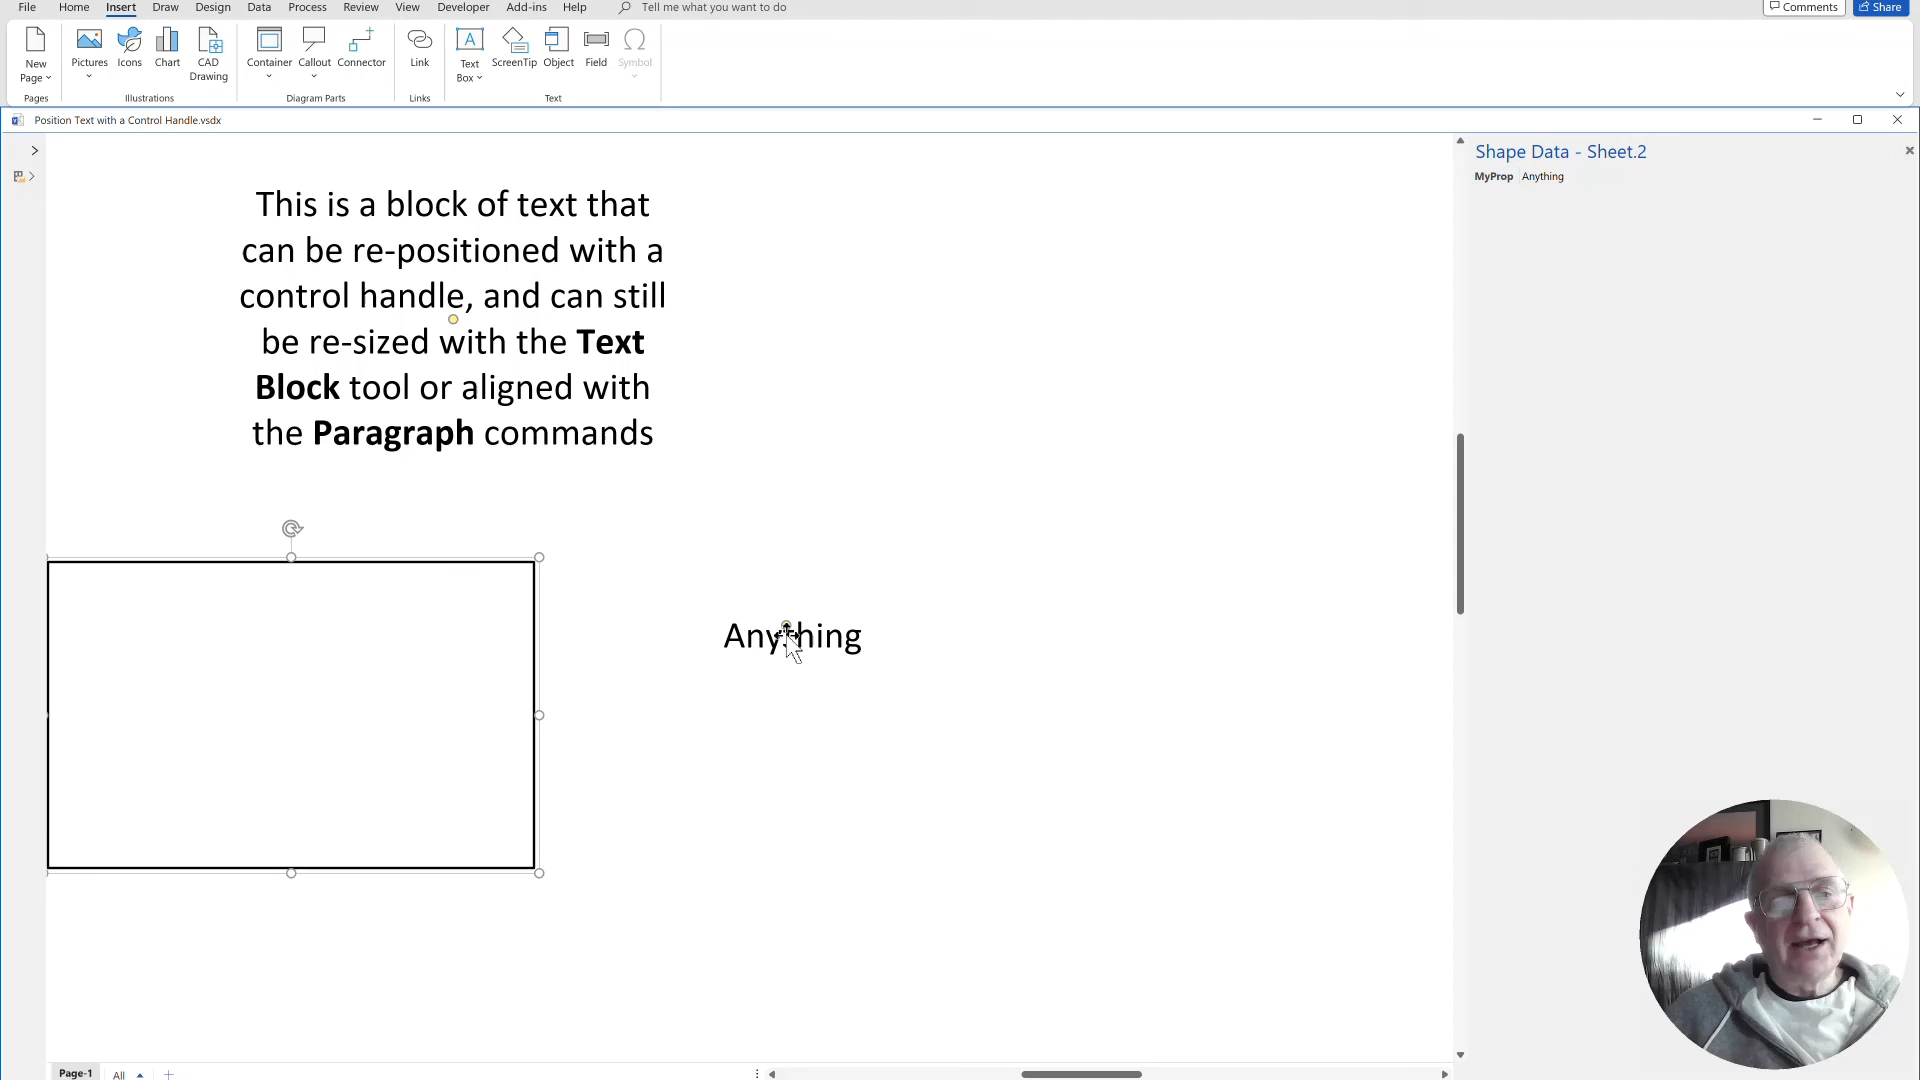 File Home Insert Draw Design Data Process Review View Developer Add-ins Help Tell me what you want to do Comments Share
New Page Pictures Icons Chart CAD Drawing Container Callout Connector Link Text Box ScreenTip Object Field Symbol
Pages Illustrations Diagram Parts Links Text
Position Text with a Control Handle.vsdx
Shape Data - Sheet.2
MyProp Anything
This is a block of text that
can be re-positioned with a
control handle, and can still
be re-sized with the Text
Block tool or aligned with
the Paragraph commands
Anything
Page-1 All